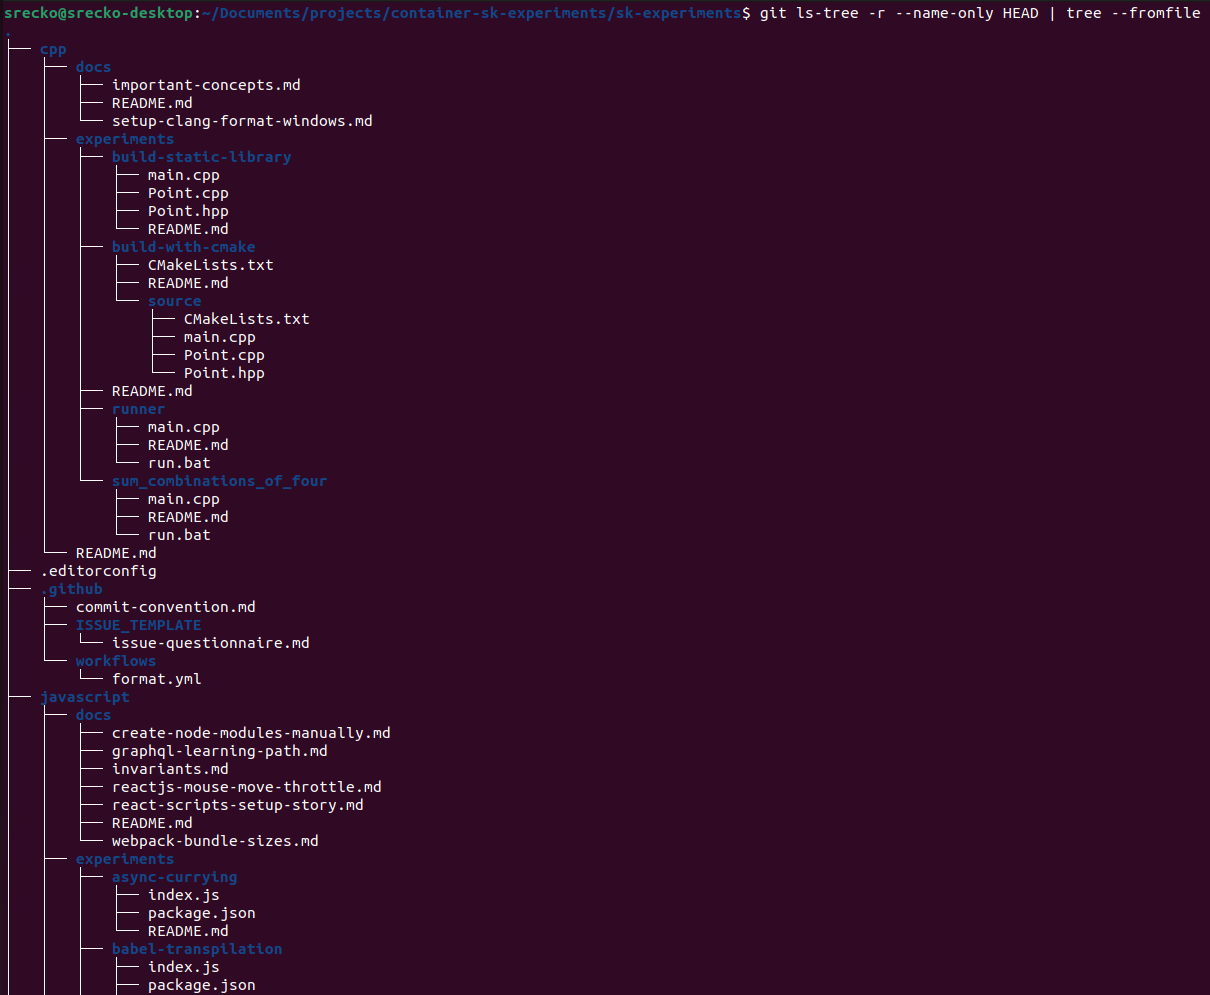 srecko@srecko-desktop:~/Documents/projects/container-sk-experiments/sk-experiments$ git ls-tree -r --name-only HEAD | tree --fromfile
.
├── cpp
│   ├── docs
│   │   ├── important-concepts.md
│   │   ├── README.md
│   │   └── setup-clang-format-windows.md
│   ├── experiments
│   │   ├── build-static-library
│   │   │   ├── main.cpp
│   │   │   ├── Point.cpp
│   │   │   ├── Point.hpp
│   │   │   └── README.md
│   │   ├── build-with-cmake
│   │   │   ├── CMakeLists.txt
│   │   │   ├── README.md
│   │   │   └── source
│   │   │       ├── CMakeLists.txt
│   │   │       ├── main.cpp
│   │   │       ├── Point.cpp
│   │   │       └── Point.hpp
│   │   ├── README.md
│   │   ├── runner
│   │   │   ├── main.cpp
│   │   │   ├── README.md
│   │   │   └── run.bat
│   │   └── sum_combinations_of_four
│   │       ├── main.cpp
│   │       ├── README.md
│   │       └── run.bat
│   └── README.md
├── .editorconfig
├── .github
│   ├── commit-convention.md
│   ├── ISSUE_TEMPLATE
│   │   └── issue-questionnaire.md
│   └── workflows
│       └── format.yml
├── javascript
│   ├── docs
│   │   ├── create-node-modules-manually.md
│   │   ├── graphql-learning-path.md
│   │   ├── invariants.md
│   │   ├── reactjs-mouse-move-throttle.md
│   │   ├── react-scripts-setup-story.md
│   │   ├── README.md
│   │   └── webpack-bundle-sizes.md
│   ├── experiments
│   │   ├── async-currying
│   │   │   ├── index.js
│   │   │   ├── package.json
│   │   │   └── README.md
│   │   ├── babel-transpilation
│   │   │   ├── index.js
│   │   │   ├── package.json